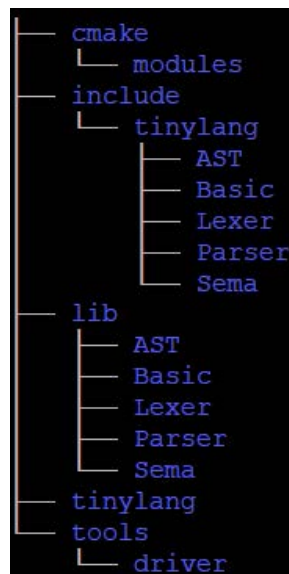 cmake
modules
include
tinylang
AST
Basic
Lexer
Parser
Sema
lib
AST
Basic
Lexer
Parser
Sema
tinylang
tools
driver